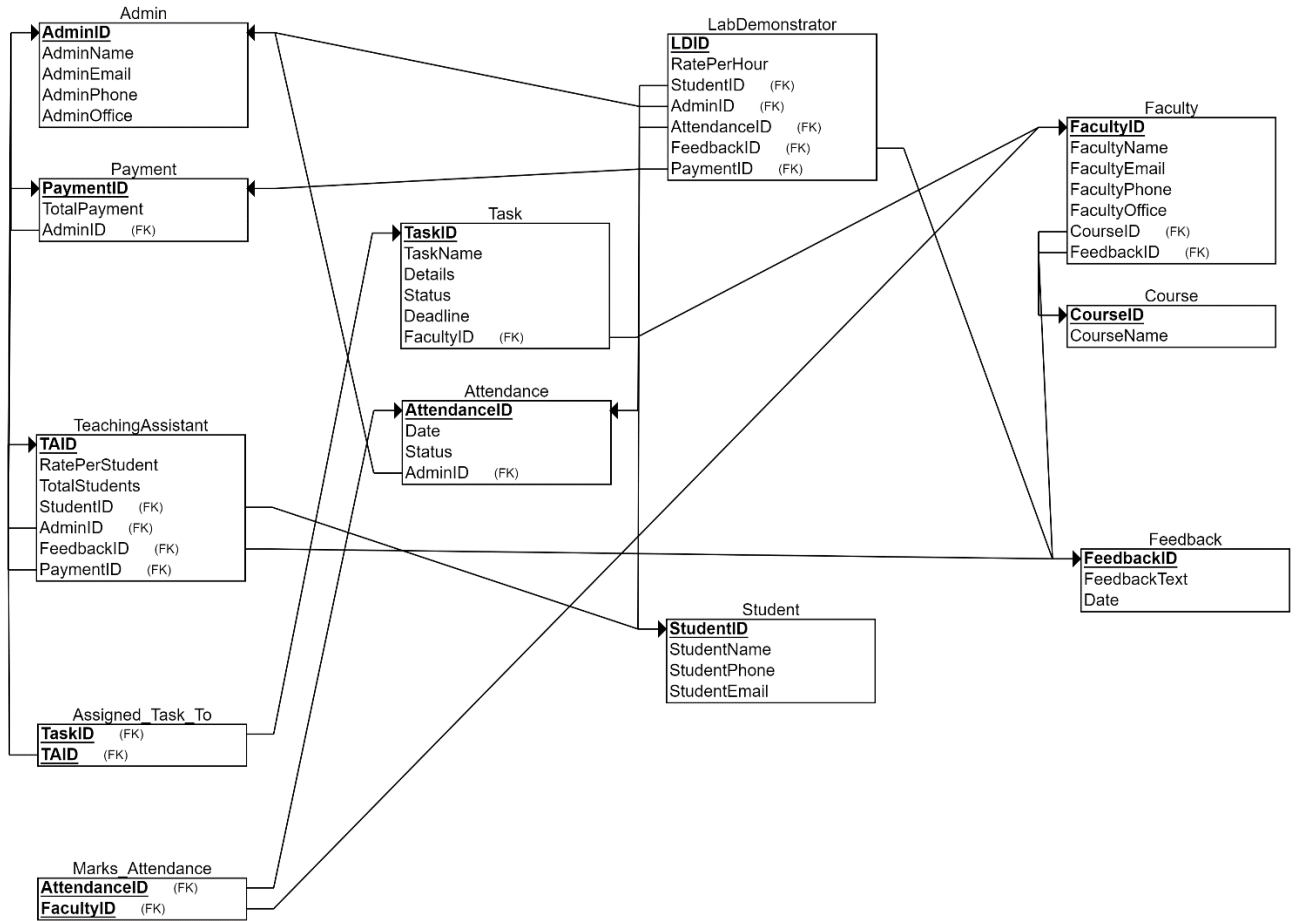 Admin
AdminID
AdminName
AdminEmail
AdminPhone
AdminOffice
Payment
PaymentID
TotalPayment
AdminID (FK)
TeachingAssistant
TAID
RatePerStudent
TotalStudents
StudentID (FK)
AdminID (FK)
FeedbackID (FK)
PaymentID (FK)
Assigned_Task_To
TaskID (FK)
TAID (FK)
Marks_Attendance
AttendanceID (FK)
FacultyID (FK)
Task
TaskID
TaskName
Details
Status
Deadline
FacultyID (FK)
Attendance
AttendanceID
Date
Status
AdminID (FK)
LabDemonstrator
LDID
RatePerHour
StudentID (FK)
AdminID (FK)
AttendanceID (FK)
FeedbackID (FK)
PaymentID (FK)
Student
StudentID
StudentName
StudentPhone
StudentEmail
Faculty
FacultyID
FacultyName
FacultyEmail
FacultyPhone
FacultyOffice
CourseID (FK)
FeedbackID (FK)
Course
CourseID
CourseName
Feedback
FeedbackID
FeedbackText
Date